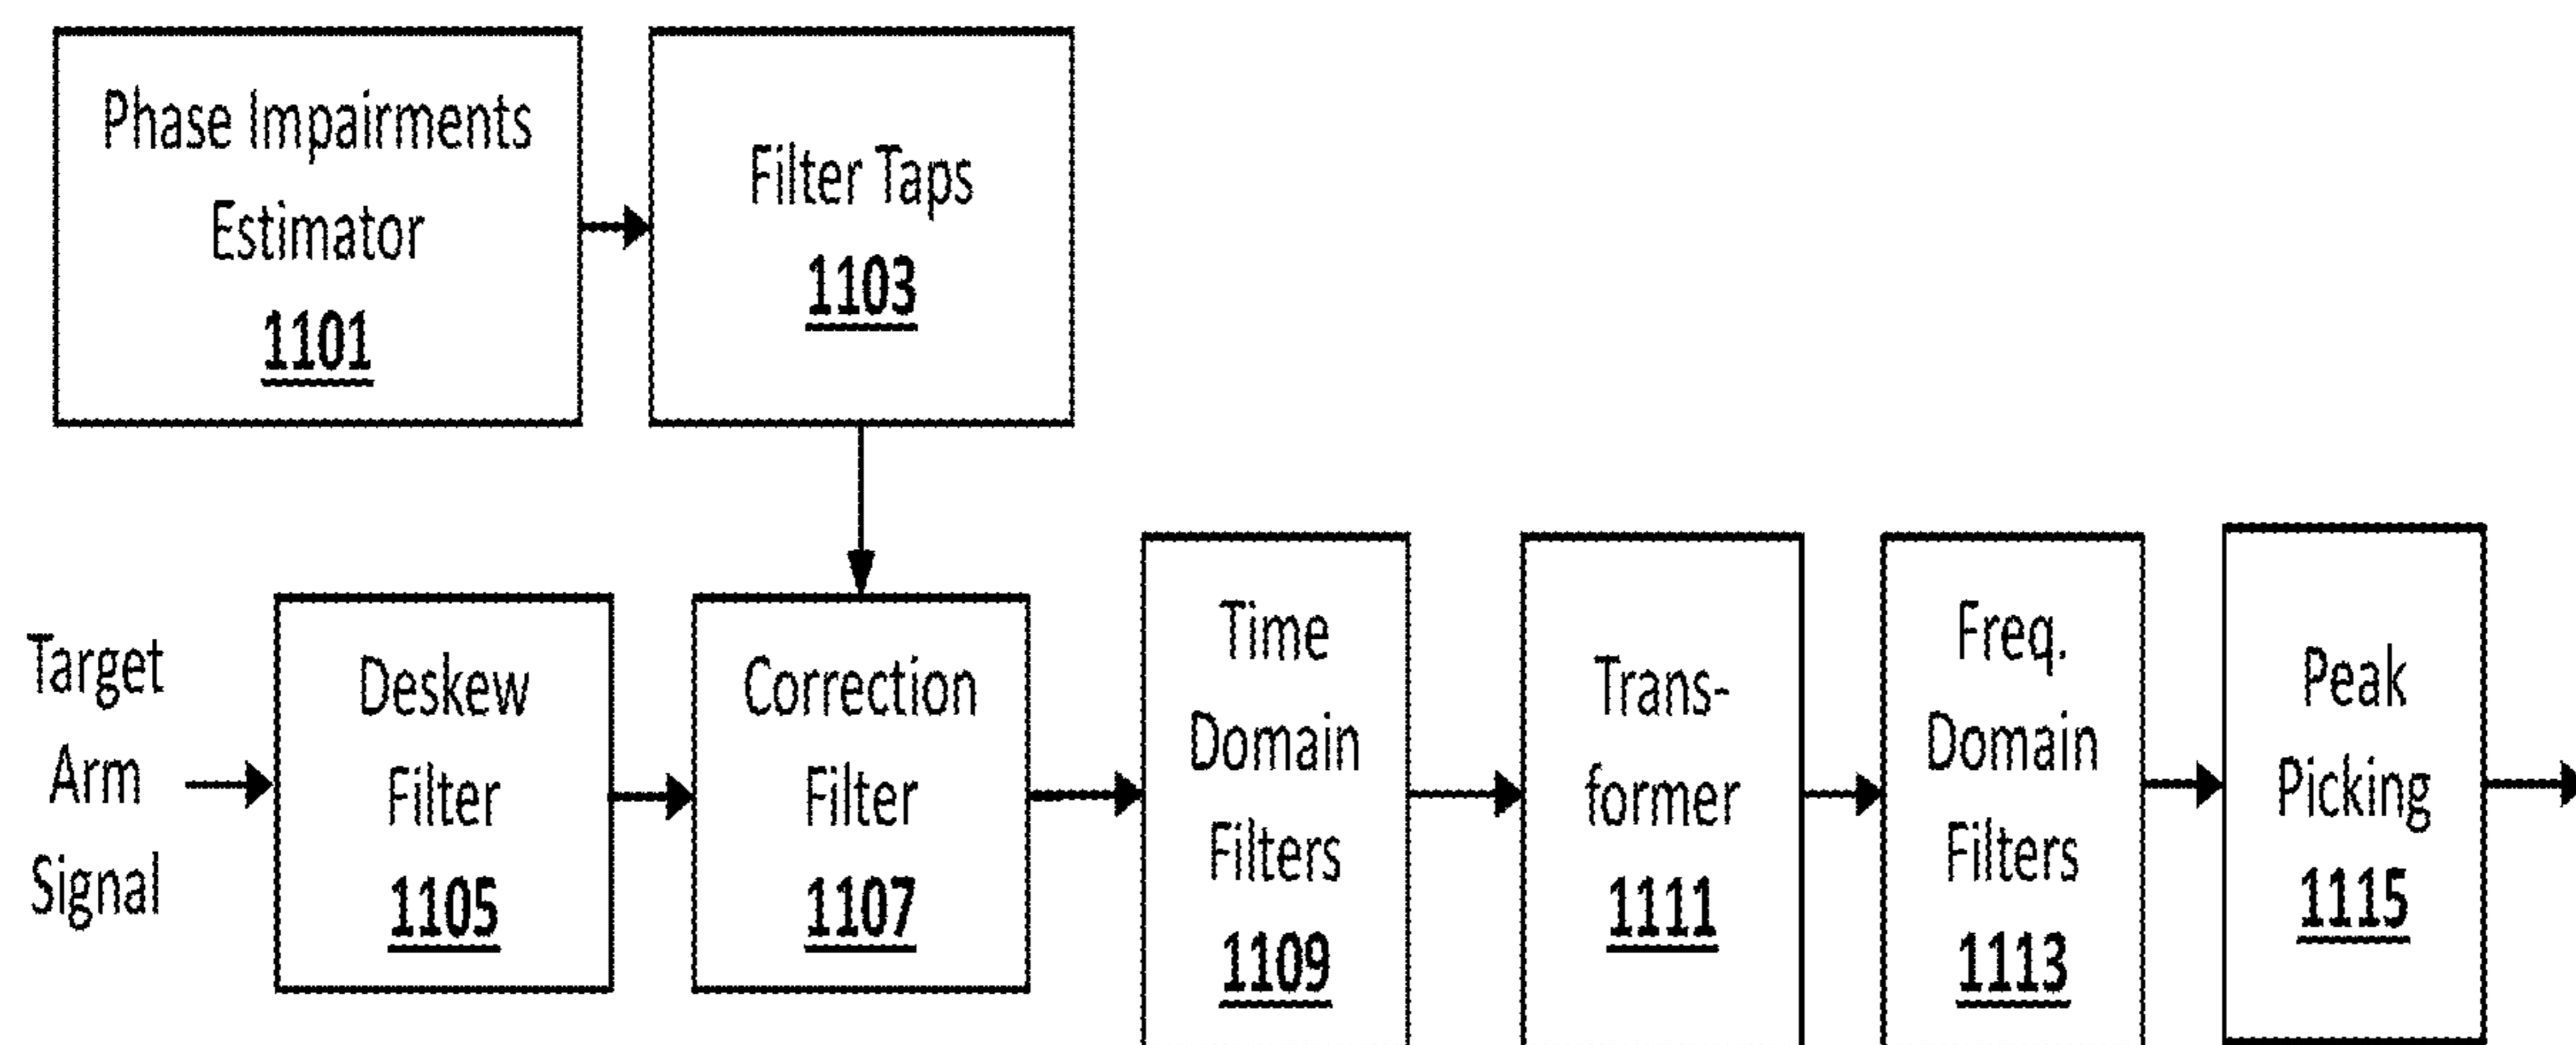 Phase Impairments
Estimator
1101
Filter Taps
1103
Target
Arm
Signal
Deskew
Filter
1105
Correction
Filter
1107
Time
Domain
Filters
1109
Trans-
former
1111
Freq.
Domain
Filters
1113
Peak
Picking
1115